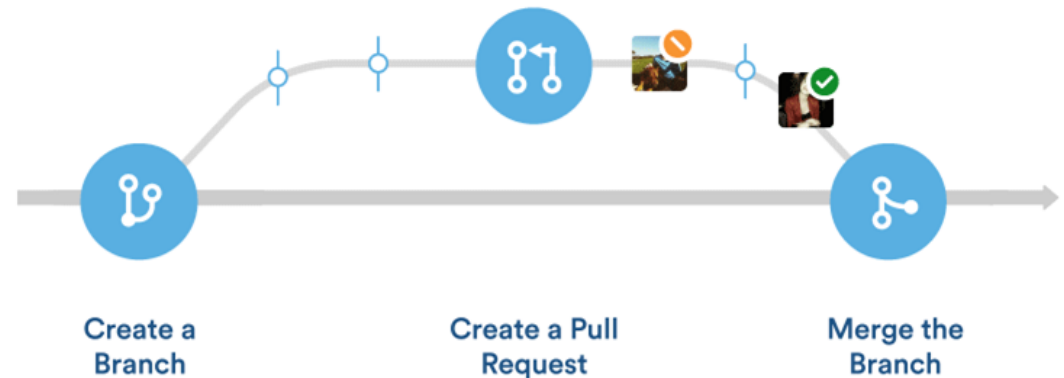 Create a
Branch
Create a Pull
Request
Merge the
Branch